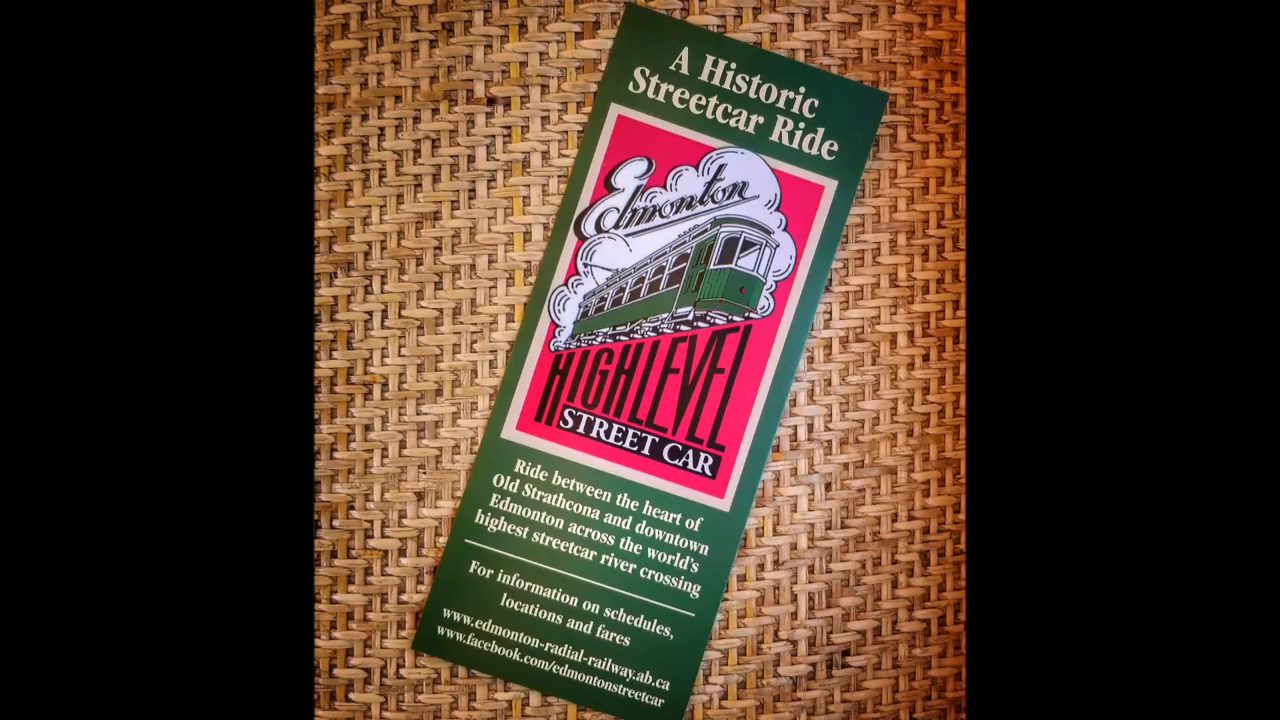 A Historic
Streetcar Ride
Edmonton
HIGH LEVEL
STREET CAR
Ride between the heart of
Old Strathcona and downtown
Edmonton across the world's
highest streetcar river crossing
For information on schedules,
locations and fares
www.edmonton-radial-railway.ab.ca
www.facebook.com/edmontonstreetcar